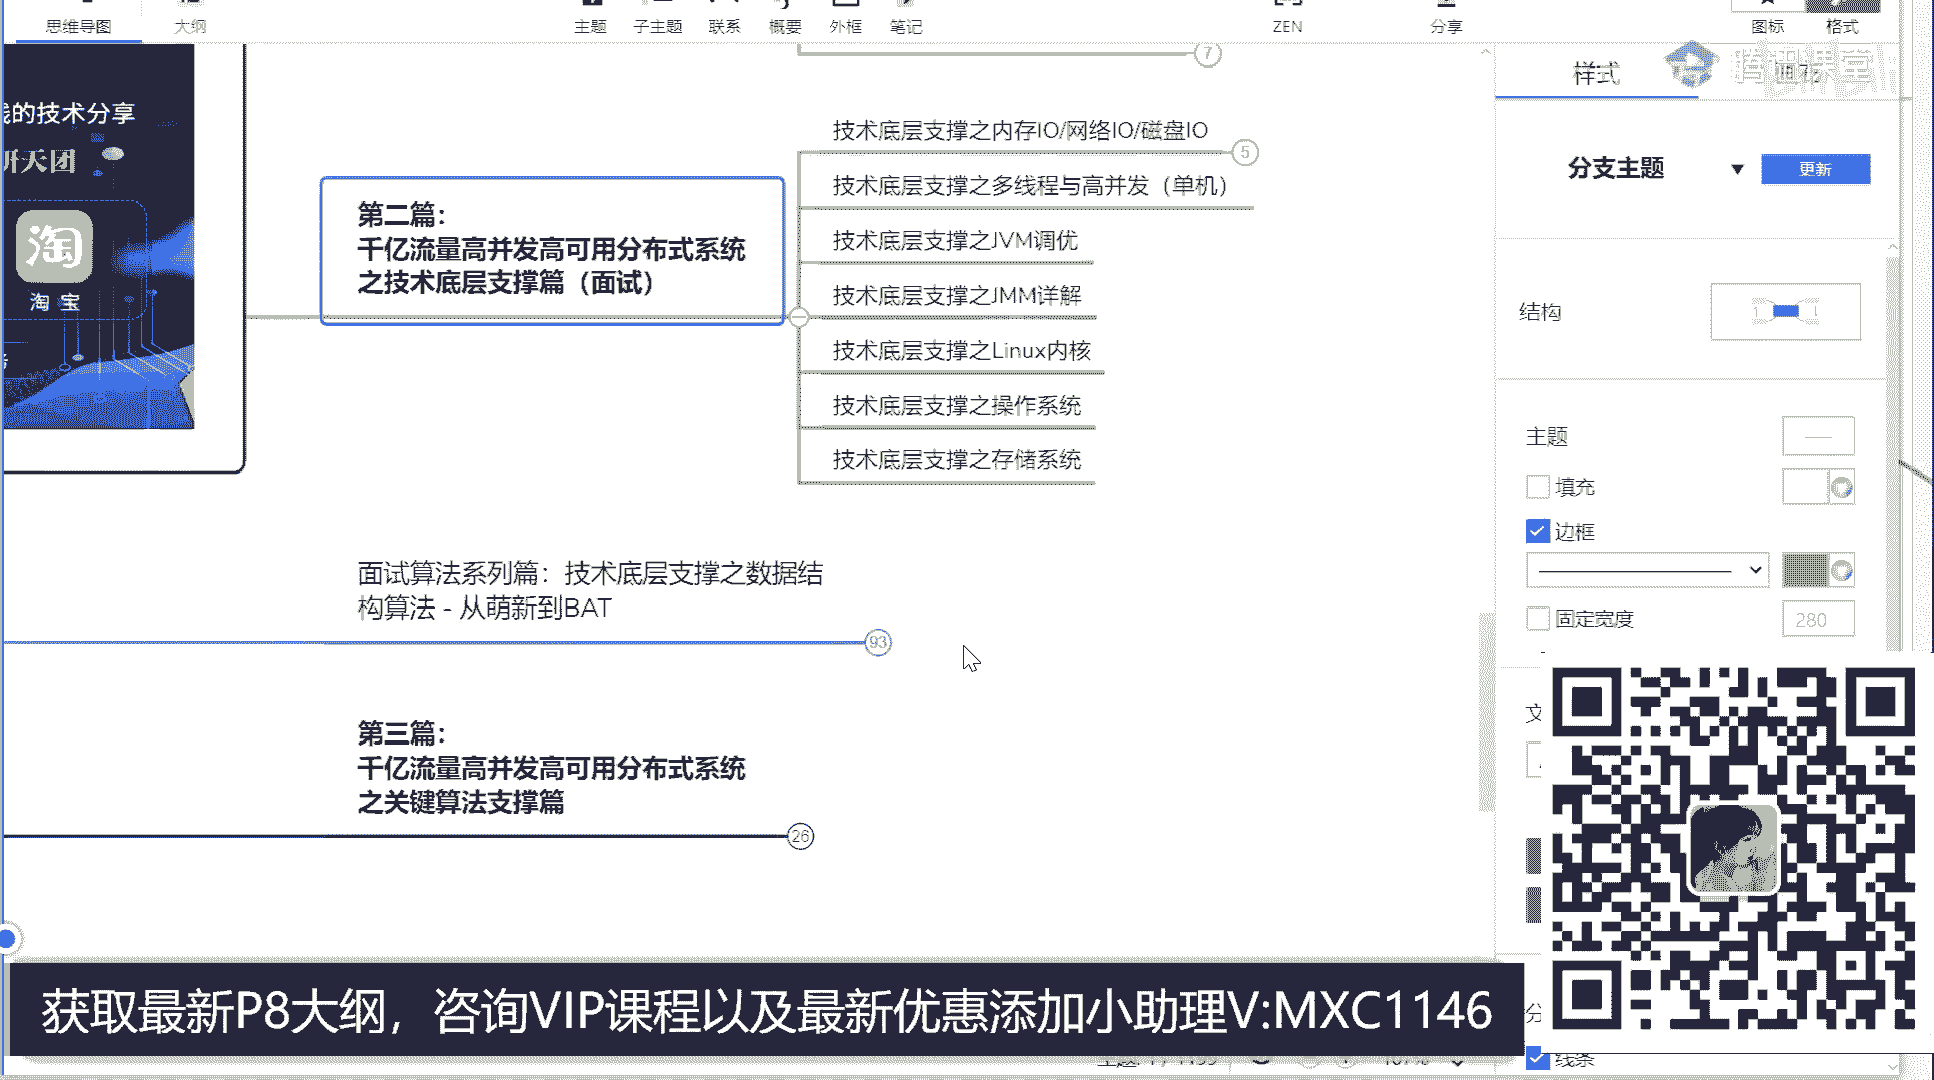 思维导图
大纲
主题
子主题
联系
概要
外框
笔记
ZEN
分享
图标
格式
7
样式
腾讯课堂
的技术分享
研天团
淘
淘宝
第二篇：
千亿流量高并发高可用分布式系统
之技术底层支撑篇（面试）
技术底层支撑之内存IO/网络IO/磁盘IO
5
技术底层支撑之多线程与高并发（单机）
技术底层支撑之JVM调优
技术底层支撑之JMM详解
技术底层支撑之Linux内核
技术底层支撑之操作系统
技术底层支撑之存储系统
面试算法系列篇：技术底层支撑之数据结
构算法 - 从萌新到BAT
93
第三篇：
千亿流量高并发高可用分布式系统
之关键算法支撑篇
26
分支主题
更新
结构
主题
填充
边框
固定宽度
280
获取最新P8大纲，咨询VIP课程以及最新优惠添加小助理V:MXC1146
线条